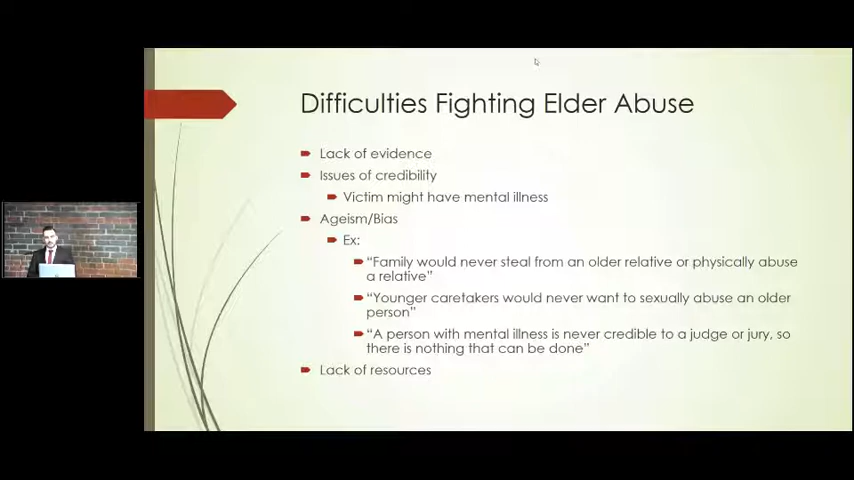 Difficulties Fighting Elder Abuse
Lack of evidence
Issues of credibility
Victim might have mental illness
Ageism/Bias
Ex:
“Family would never steal from an older relative or physically abuse
a relative”
“Younger caretakers would never want to sexually abuse an older
person”
“A person with mental illness is never credible to a judge or jury, so
there is nothing that can be done”
Lack of resources